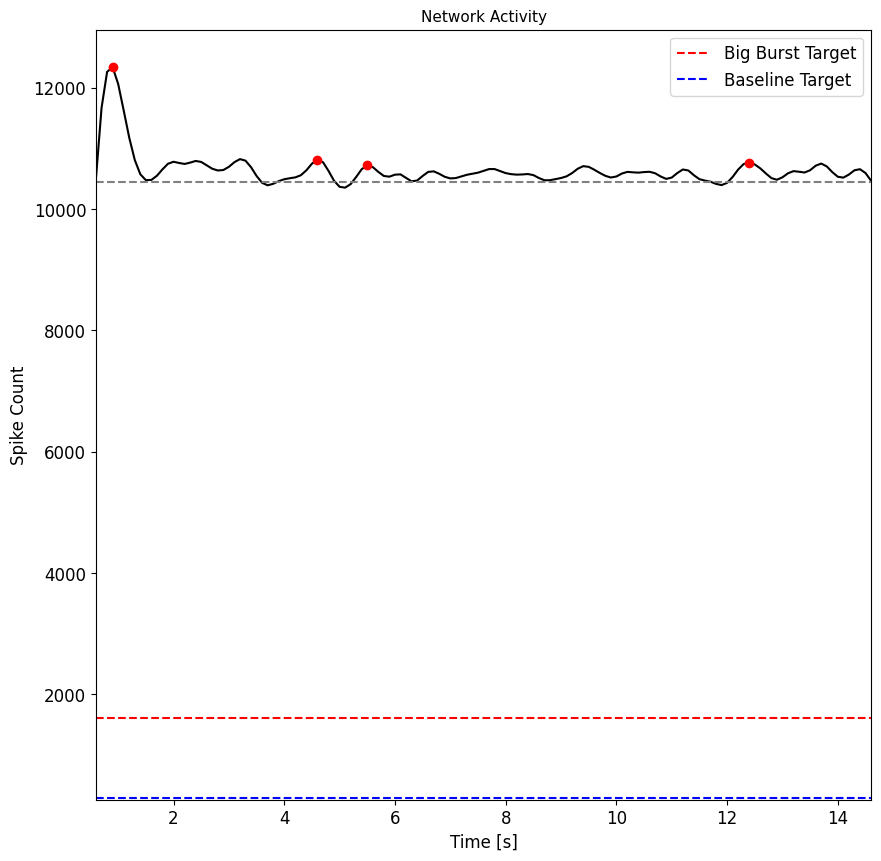 Network Activity
Big Burst Target
Baseline Target
12000
10000
8000
6000
4000
2000
Spike Count
2 4 6 8 10 12 14
Time [s]